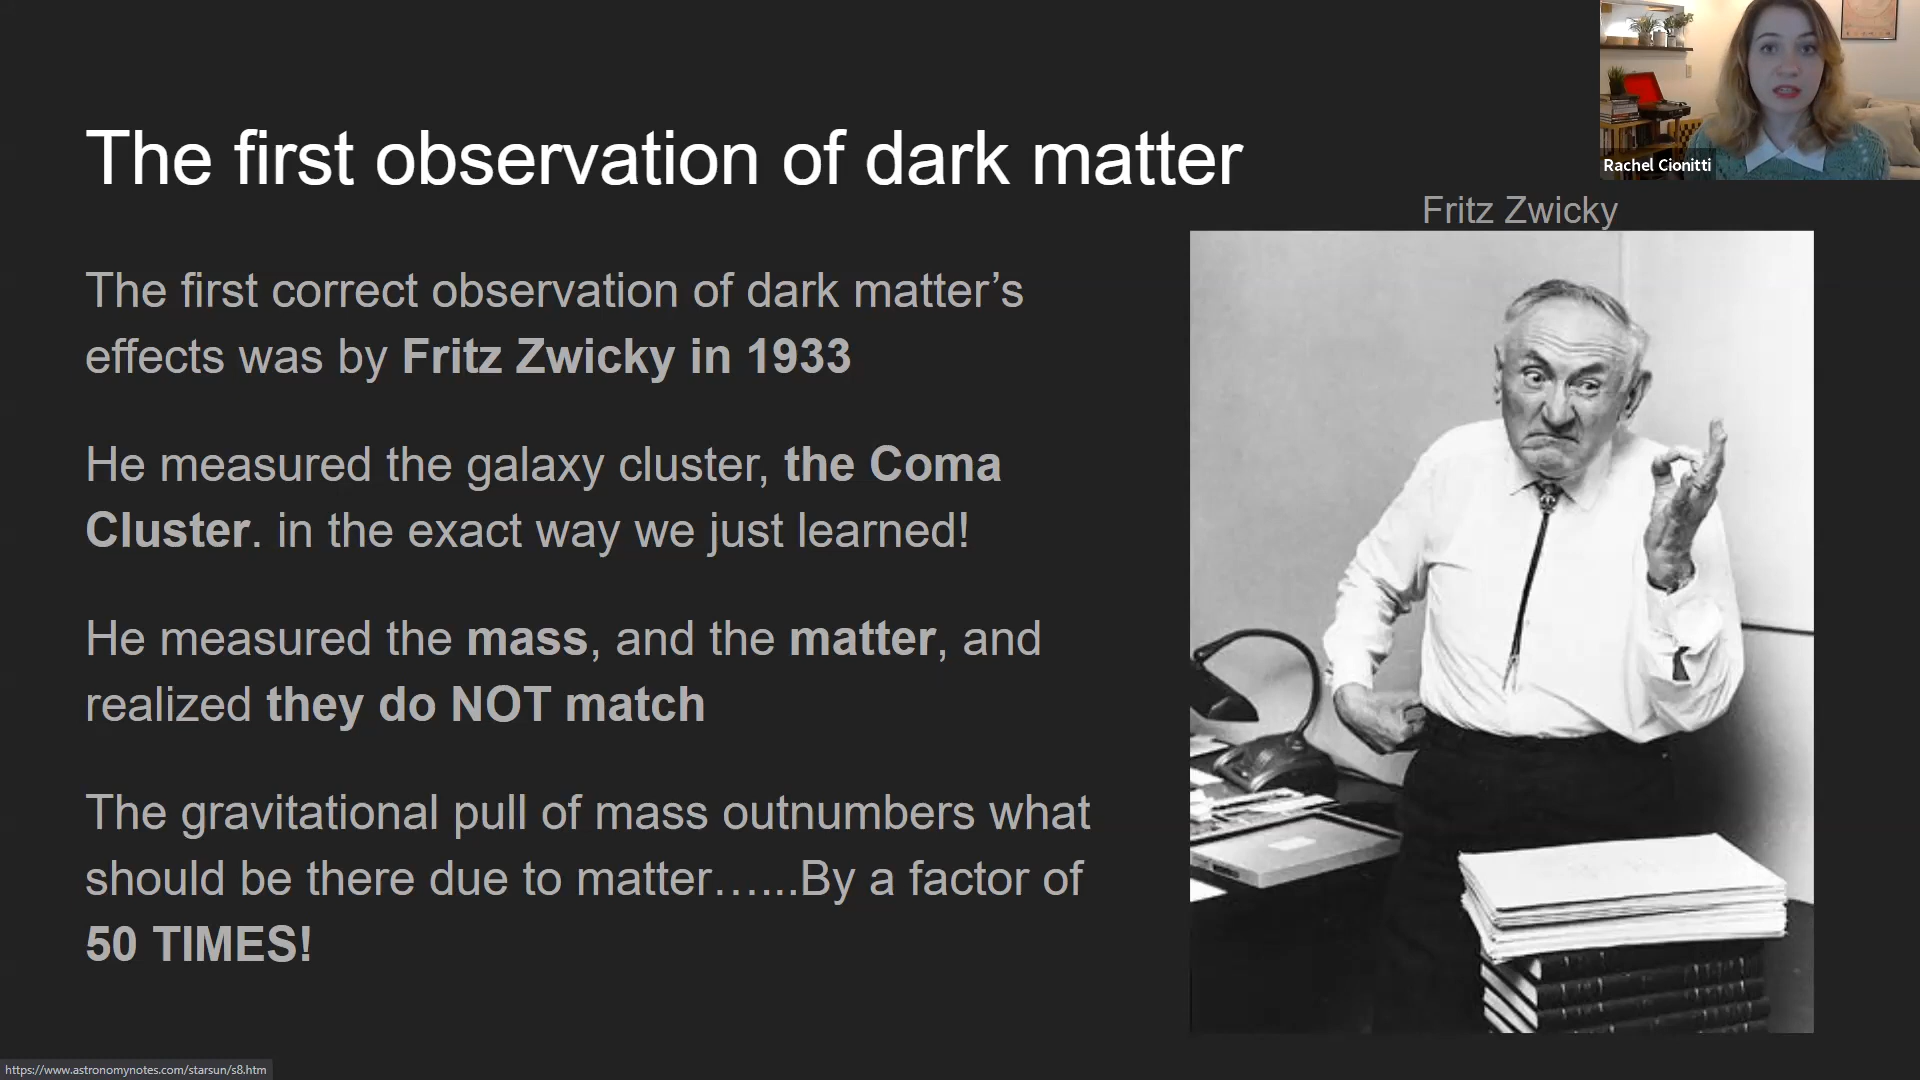 The first observation of dark matter
Rachel Cionitti
Fritz Zwicky
The first correct observation of dark matter’s
effects was by Fritz Zwicky in 1933
He measured the galaxy cluster, the Coma
Cluster. in the exact way we just learned!
He measured the mass, and the matter, and
realized they do NOT match
The gravitational pull of mass outnumbers what
should be there due to matter…...By a factor of
50 TIMES!
https://www.astronomynotes.com/starsun/s8.htm